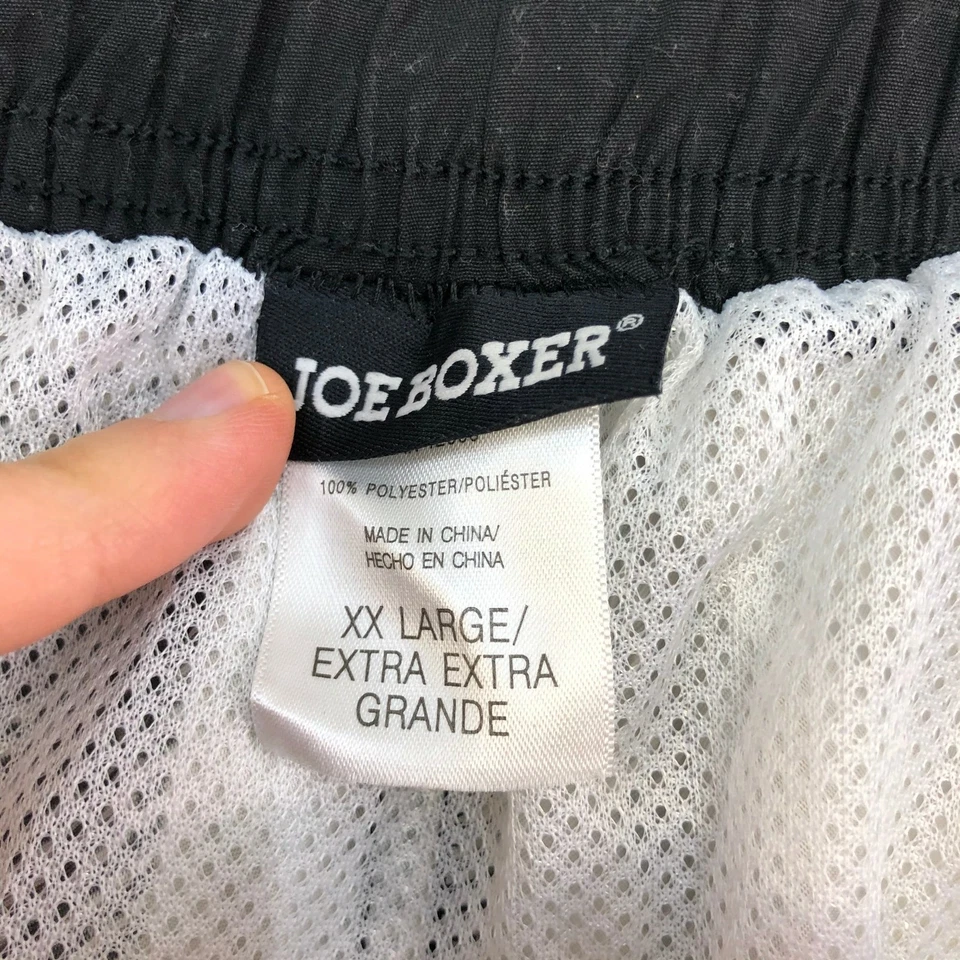 JOE BOXER®
100% POLYESTER/POLIÉSTER
MADE IN CHINA/
HECHO EN CHINA
XX LARGE/
EXTRA EXTRA
GRANDE